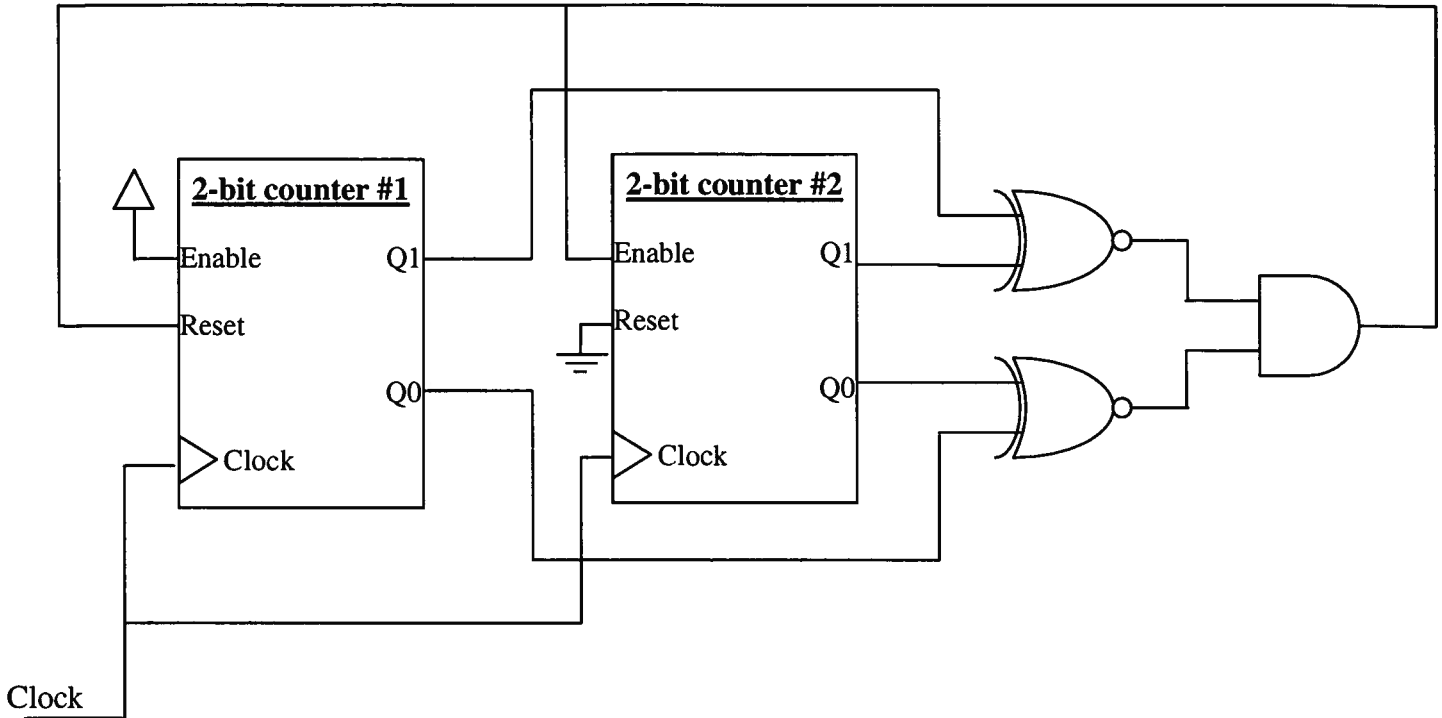 2-bit counter #1
Enable
Q1
Reset
Q0
Clock
2-bit counter #2
Enable
Q1
Reset
Q0
Clock
Clock